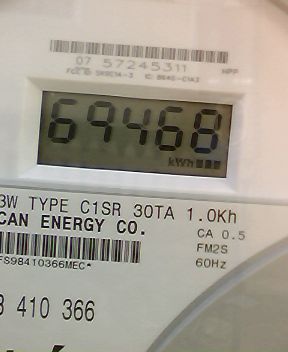 07 57245311
NPP
69468
kWh
3W TYPE C1SR 30TA 1.0Kh
CAN ENERGY CO.
CA 0.5
FM2S
60Hz
FS98410366MEC*
410 366